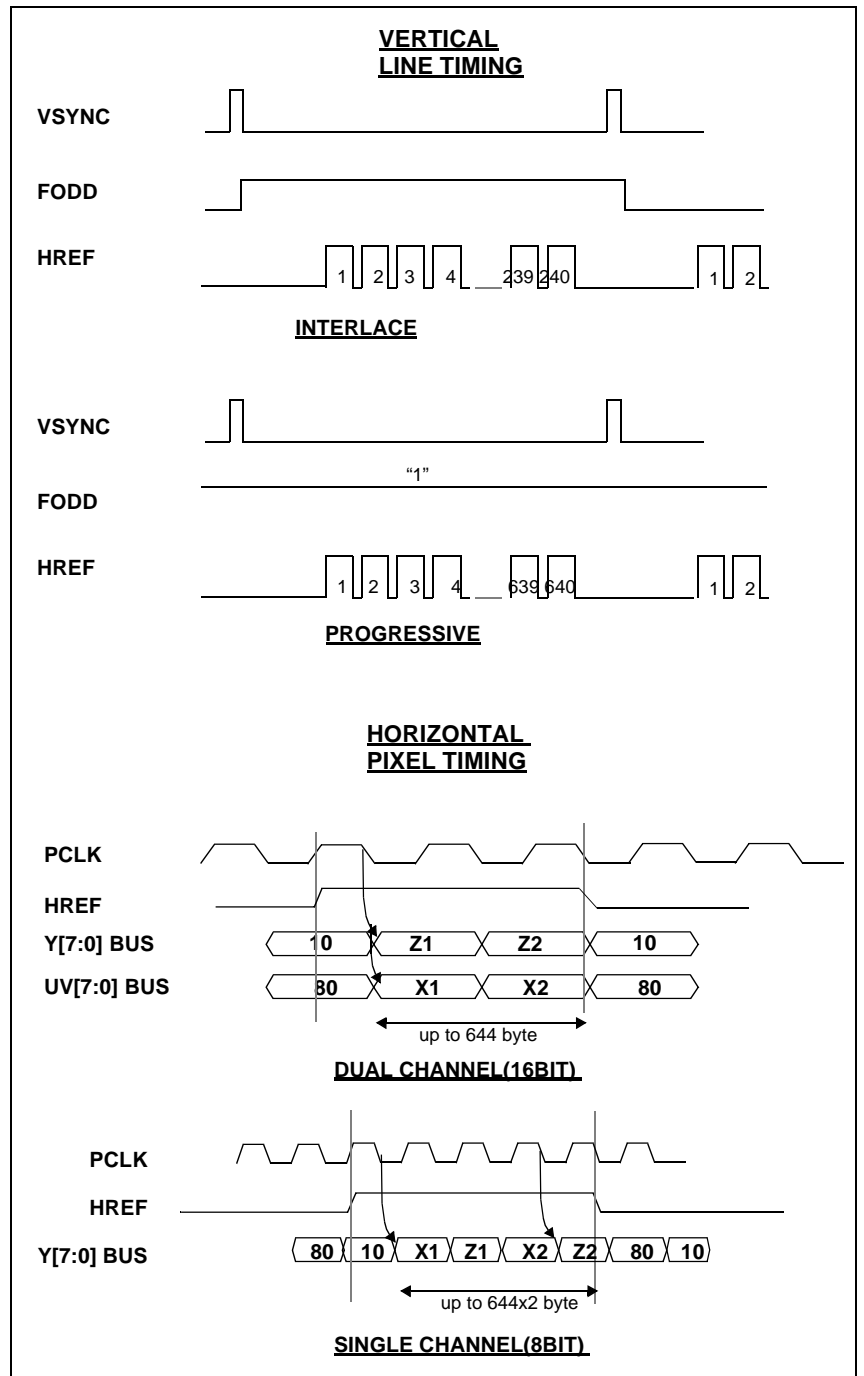 VERTICAL
LINE TIMING
VSYNC
FODD
HREF
1 2 3 4 239 240 1 2
INTERLACE
VSYNC
“1”
FODD
HREF
1 2 3 4 639 640 1 2
PROGRESSIVE
HORIZONTAL
PIXEL TIMING
PCLK
HREF
Y[7:0] BUS 10 Z1 Z2 10
UV[7:0] BUS 80 X1 X2 80
up to 644 byte
DUAL CHANNEL(16BIT)
PCLK
HREF
Y[7:0] BUS 80 10 X1 Z1 X2 Z2 80 10
up to 644x2 byte
SINGLE CHANNEL(8BIT)